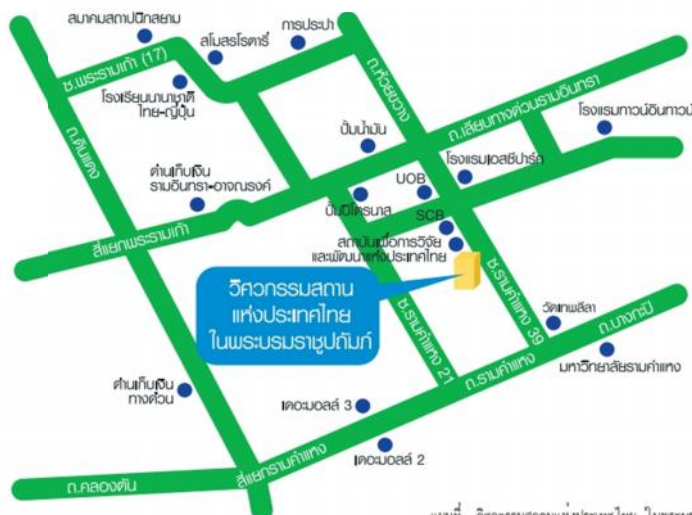 สมาคมสถาปนิกสยาม
สโมสรโรตารี่
การประปา
ซ.พระรามเก้า (17)
โรงเรียนนานาชาติ
ไทย-ญี่ปุ่น
ถ.ห้วยขวาง
ถ.เลียบทางด่วนรามอินทรา
โรงแรมทาวน์อินทาวน์
ปั้มน้ำมัน
ถ.ดินแดง
ด่านเก็บเงิน
รามอินทรา-อาจณรงค์
UOB
โรงแรมเอสซีปาร์ค
ปั้มปิโตรนาส
SCB
สี่แยกพระรามเก้า
สถาบันเพื่อการวิจัย
และพัฒนาแห่งประเทศไทย
วิศวกรรมสถาน
แห่งประเทศไทย
ในพระบรมราชูปถัมภ์
ซ.รามคำแหง 21
ซ.รามคำแหง 39
วัดเทพลีลา
ถ.บางกะปิ
มหาวิทยาลัยรามคำแหง
ถ.รามคำแหง
ด่านเก็บเงิน
ทางด่วน
เดอะมอลล์ 3
เดอะมอลล์ 2
สี่แยกรามคำแหง
ถ.คลองตัน